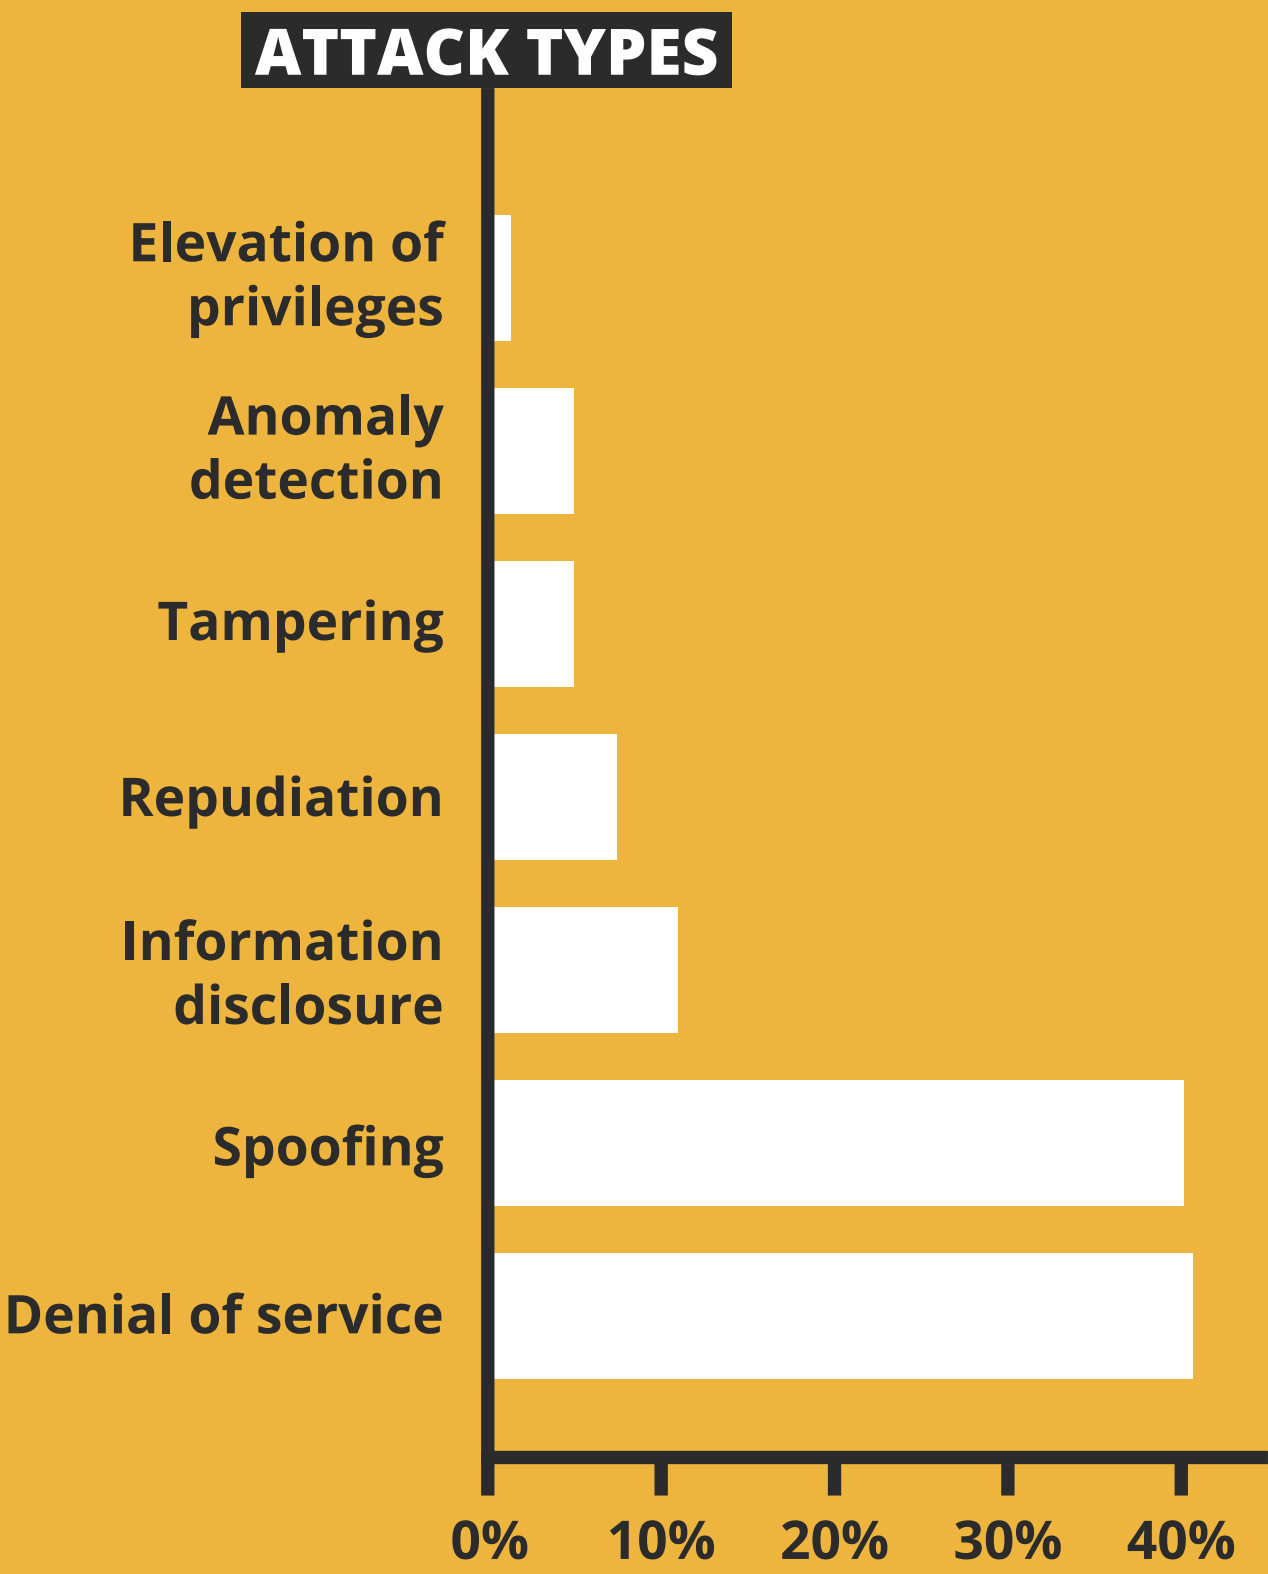 ATTACK TYPES
Elevation of
privileges
Anomaly
detection
Tampering
Repudiation
Information
disclosure
Spoofing
Denial of service
0% 10% 20% 30% 40%